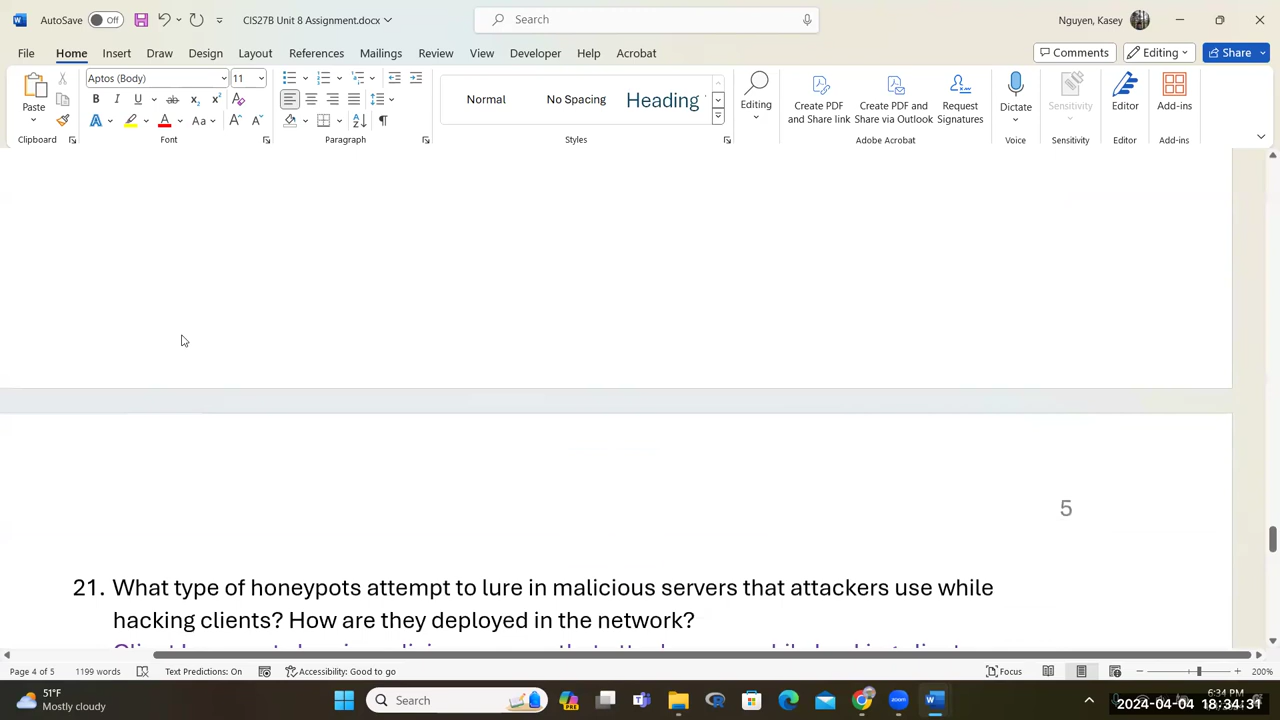 AutoSave Off CIS27B Unit 8 Assignment.docx Search Nguyen, Kasey
File Home Insert Draw Design Layout References Mailings Review View Developer Help Acrobat Comments Editing Share
Aptos (Body) 11
Paste
Normal No Spacing Heading
Editing
Create PDF and Share link
Create PDF and Share via Outlook
Request Signatures
Dictate
Sensitivity
Editor
Add-ins
Clipboard Font Paragraph Styles Adobe Acrobat Voice Sensitivity Editor Add-ins
5
21. What type of honeypots attempt to lure in malicious servers that attackers use while
hacking clients? How are they deployed in the network?
Page 4 of 5 1199 words Text Predictions: On Accessibility: Good to go Focus 200%
51°F
Mostly cloudy
Search
6:34 PM
2024-04-04 18:34:31